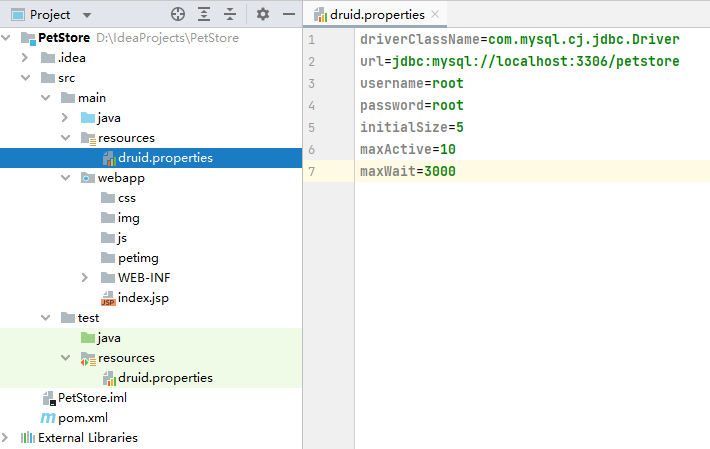 Project
PetStore D:\IdeaProjects\PetStore
.idea
src
main
java
resources
druid.properties
webapp
css
img
js
petimg
WEB-INF
index.jsp
JSP
test
java
resources
druid.properties
PetStore.iml
pom.xml
External Libraries
druid.properties
1 driverClassName=com.mysql.cj.jdbc.Driver
2 url=jdbc:mysql://localhost:3306/petstore
3 username=root
4 password=root
5 initialSize=5
6 maxActive=10
7 maxWait=3000